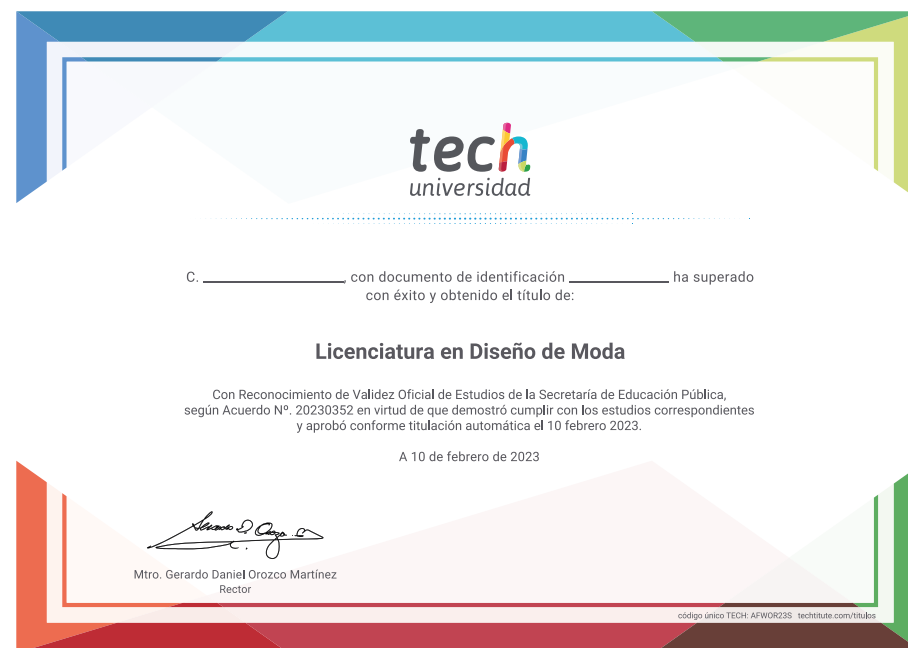 tech
universidad
C. ____________________, con documento de identificación ______________ ha superado
con éxito y obtenido el título de:
Licenciatura en Diseño de Moda
Con Reconocimiento de Validez Oficial de Estudios de la Secretaría de Educación Pública,
según Acuerdo Nº. 20230352 en virtud de que demostró cumplir con los estudios correspondientes
y aprobó conforme titulación automática el 10 febrero 2023.
A 10 de febrero de 2023
Mtro. Gerardo Daniel Orozco Martínez
Rector
código único TECH: AFWOR23S techtitute.com/titulos